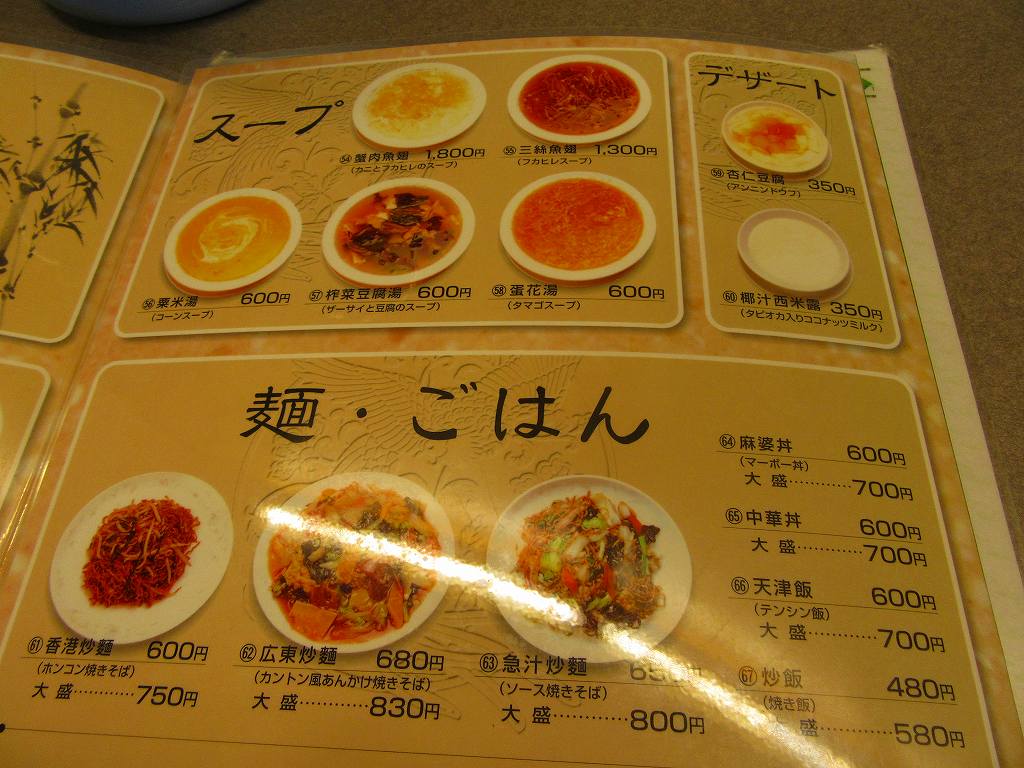 スープ
54 蟹肉魚翅 1,800円
(カニとフカヒレのスープ)
55 三絲魚翅 1,300円
(フカヒレスープ)
56 粟米湯 600円
(コーンスープ)
57 榨菜豆腐湯 600円
(ザーサイと豆腐のスープ)
58 蛋花湯 600円
(タマゴスープ)
デザート
59 杏仁豆腐 350円
(アンニンドウフ)
60 椰汁西米露 350円
(タピオカ入りココナッツミルク)
麺・ごはん
61 香港炒麵 600円
(ホンコン焼きそば)
大盛…………750円
62 広東炒麵 680円
(カントン風あんかけ焼きそば)
大盛…………830円
63 急汁炒麵 650
(ソース焼きそば)
大盛…………800円
64 麻婆丼 600円
(マーボー丼)
大盛…………700円
65 中華丼 600円
大盛…………700円
66 天津飯 600円
(テンシン飯)
大盛…………700円
67 炒飯 480円
(焼き飯)
盛…………580円